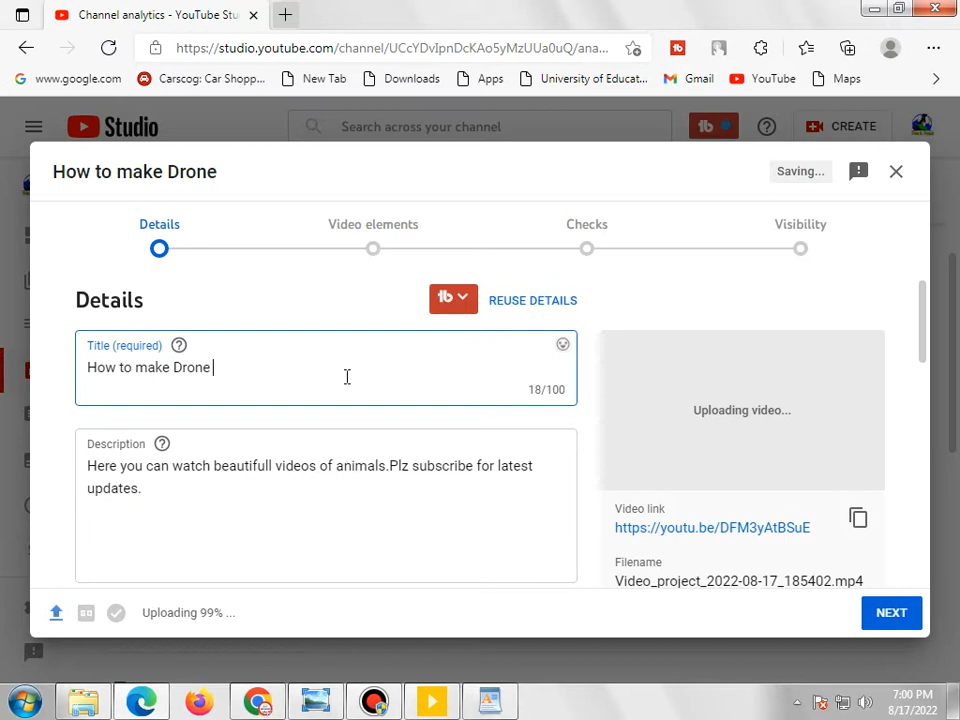 Channel analytics - YouTube Stu
https://studio.youtube.com/channel/UCcYDvIpnDcKAo5yMzUUa0uQ/ana...
www.google.com
Carscog: Car Shopp...
New Tab
Downloads
Apps
University of Educat...
Gmail
YouTube
Maps
Studio
Search across your channel
tb
CREATE
How to make Drone
Saving...
Details
Video elements
Checks
Visibility
Details
tb
REUSE DETAILS
Title (required)
How to make Drone
18/100
Uploading video...
Description
Here you can watch beautifull videos of animals.Plz subscribe for latest
updates.
Video link
https://youtu.be/DFM3yAtBSuE
Filename
Video_project_2022-08-17_185402.mp4
Uploading 99% ...
NEXT
7:00 PM
8/17/2022